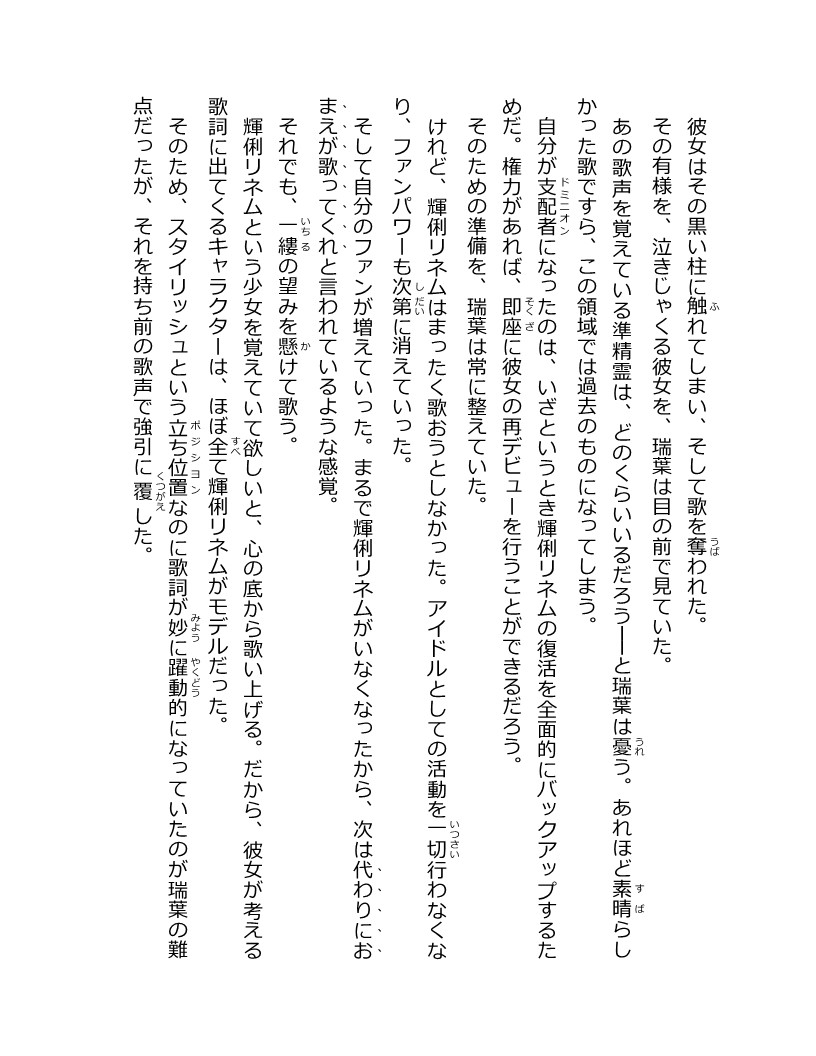 彼女はその黒い柱に触れてしまい、そして歌を奪われた。
その有様を、泣きじゃくる彼女を、瑞葉は目の前で見ていた。
あの歌声を覚えている準精霊は、どのくらいいるだろう――と瑞葉は憂う。あれほど素晴らし
かった歌ですら、この領域では過去のものになってしまう。
自分が支配者になったのは、いざというとき輝俐リネムの復活を全面的にバックアップするた
めだ。権力があれば、即座に彼女の再デビューを行うことができるだろう。
そのための準備を、瑞葉は常に整えていた。
けれど、輝俐リネムはまったく歌おうとしなかった。アイドルとしての活動を一切行わなくな
り、ファンパワーも次第に消えていった。
そして自分のファンが増えていった。まるで輝俐リネムがいなくなったから、次は代わりにお
まえが歌ってくれと言われているような感覚。
それでも、一縷の望みを懸けて歌う。
輝俐リネムという少女を覚えていて欲しいと、心の底から歌い上げる。だから、彼女が考える
歌詞に出てくるキャラクターは、ほぼ全て輝俐リネムがモデルだった。
そのため、スタイリッシュという立ち位置なのに歌詞が妙に躍動的になっていたのが瑞葉の難
点だったが、それを持ち前の歌声で強引に覆した。